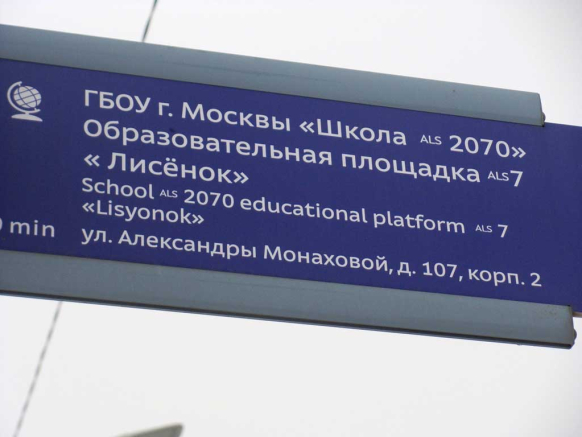 ГБОУ г. Москвы «Школа ALS 2070»
Образовательная площадка ALS7
« Лисёнок»
School ALS 2070 educational platform ALS 7
«Lisyonok»
min
ул. Александры Монаховой, д. 107, корп. 2